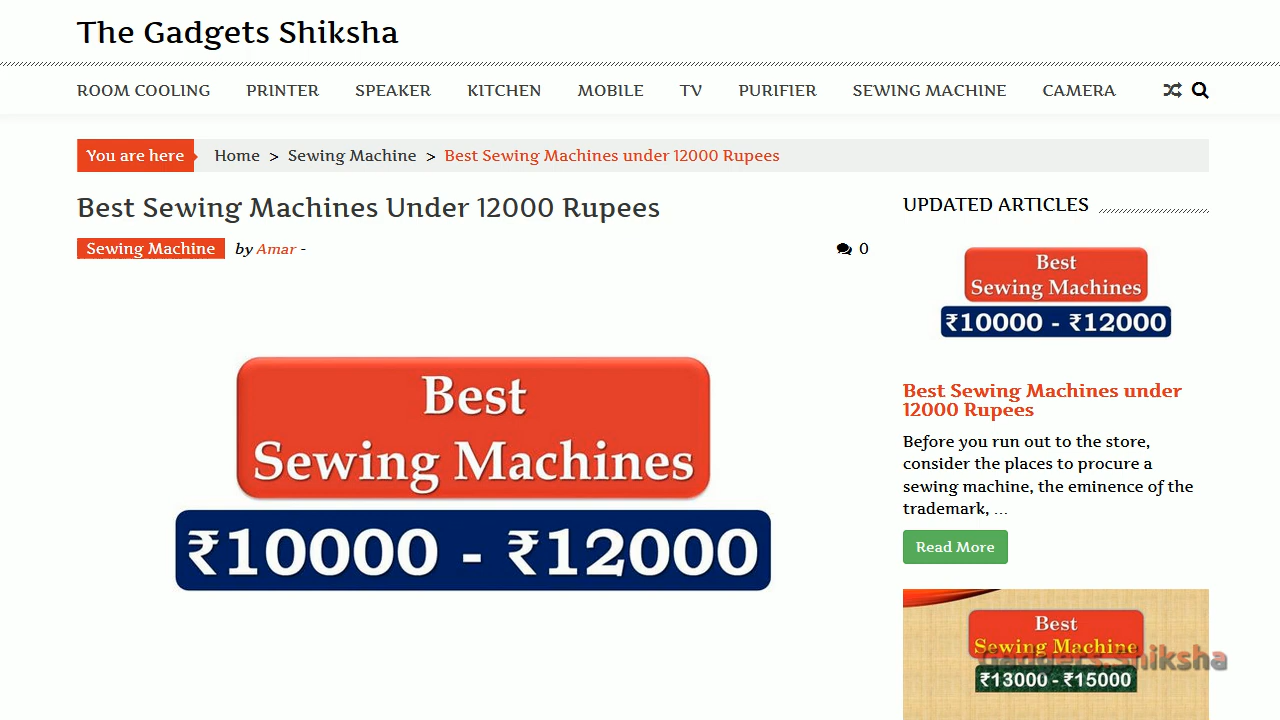 The Gadgets Shiksha
ROOM COOLING PRINTER SPEAKER KITCHEN MOBILE TV PURIFIER SEWING MACHINE CAMERA
You are here Home > Sewing Machine > Best Sewing Machines under 12000 Rupees
Best Sewing Machines Under 12000 Rupees
Sewing Machine by Amar - 0
Best
Sewing Machines
₹10000 - ₹12000
UPDATED ARTICLES
Best
Sewing Machines
₹10000 - ₹12000
Best Sewing Machines under
12000 Rupees
Before you run out to the store,
consider the places to procure a
sewing machine, the eminence of the
trademark, ...
Read More
Best
Sewing Machine
Gadgets Shiksha
₹13000 - ₹15000